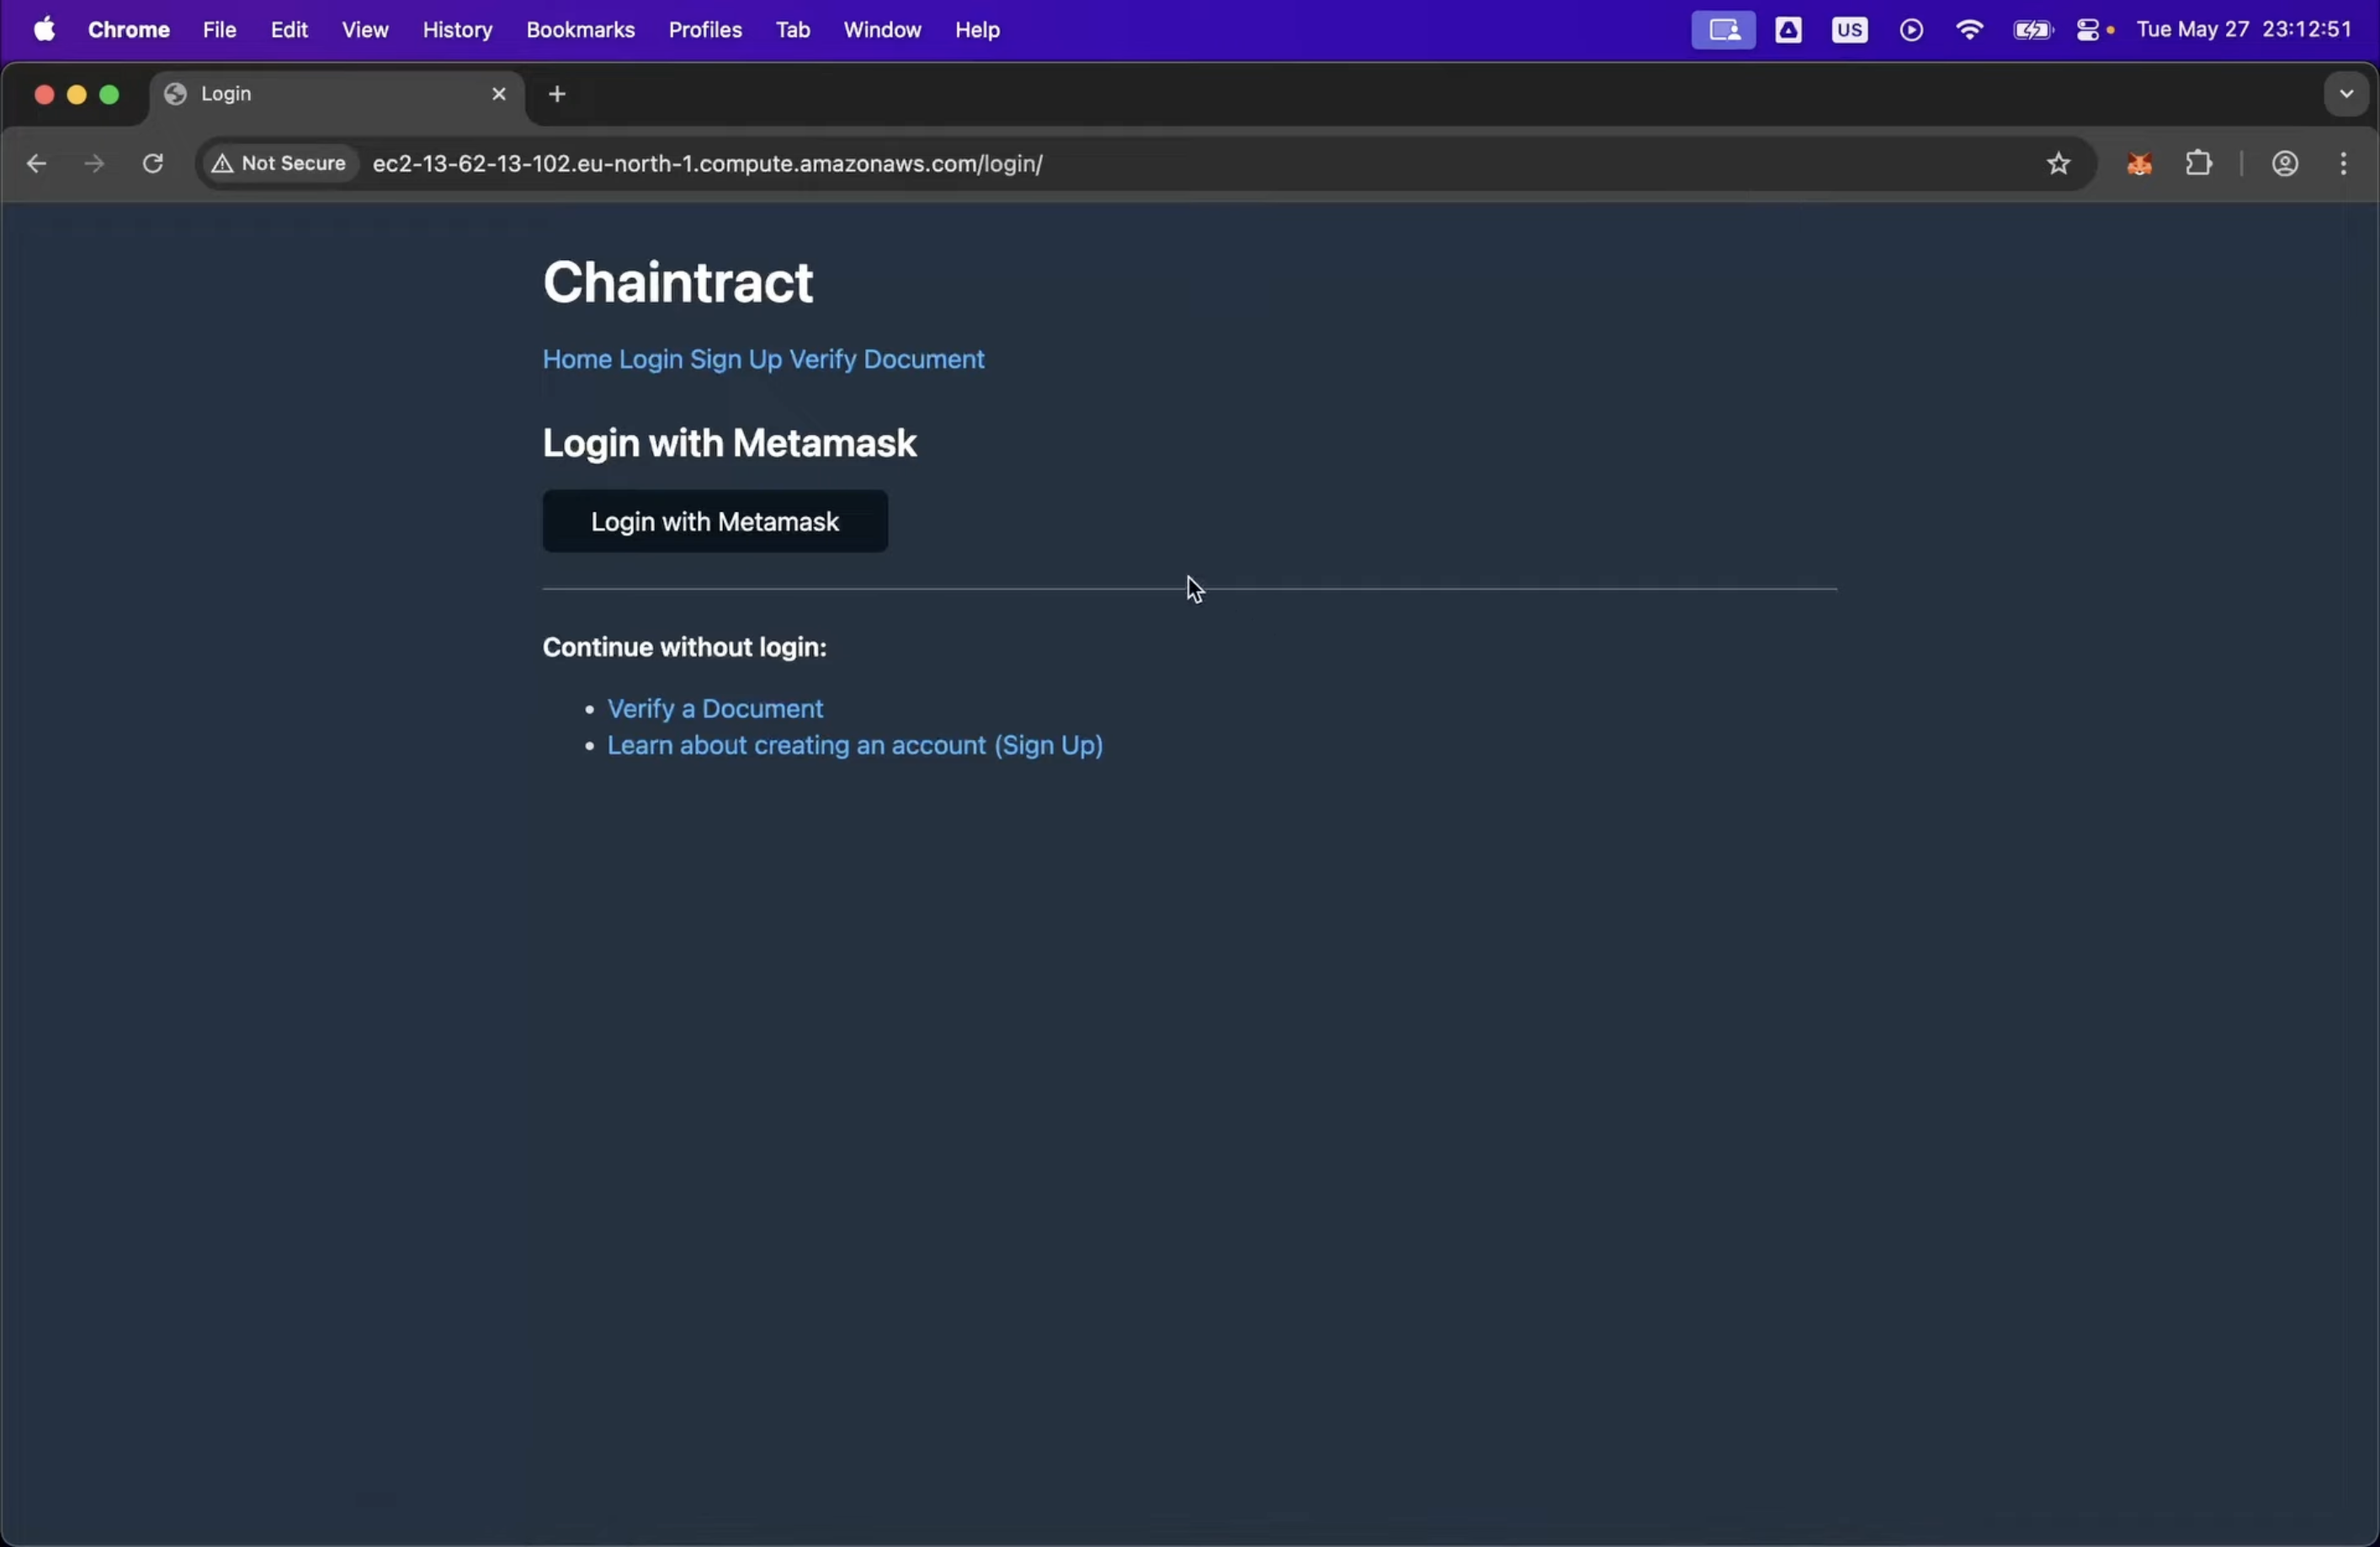 Chrome File Edit View History Bookmarks Profiles Tab Window Help US Tue May 27 23:12:51
Login
Not Secure ec2-13-62-13-102.eu-north-1.compute.amazonaws.com/login/
Chaintract
Home Login Sign Up Verify Document
Login with Metamask
Login with Metamask
Continue without login:
• Verify a Document
• Learn about creating an account (Sign Up)